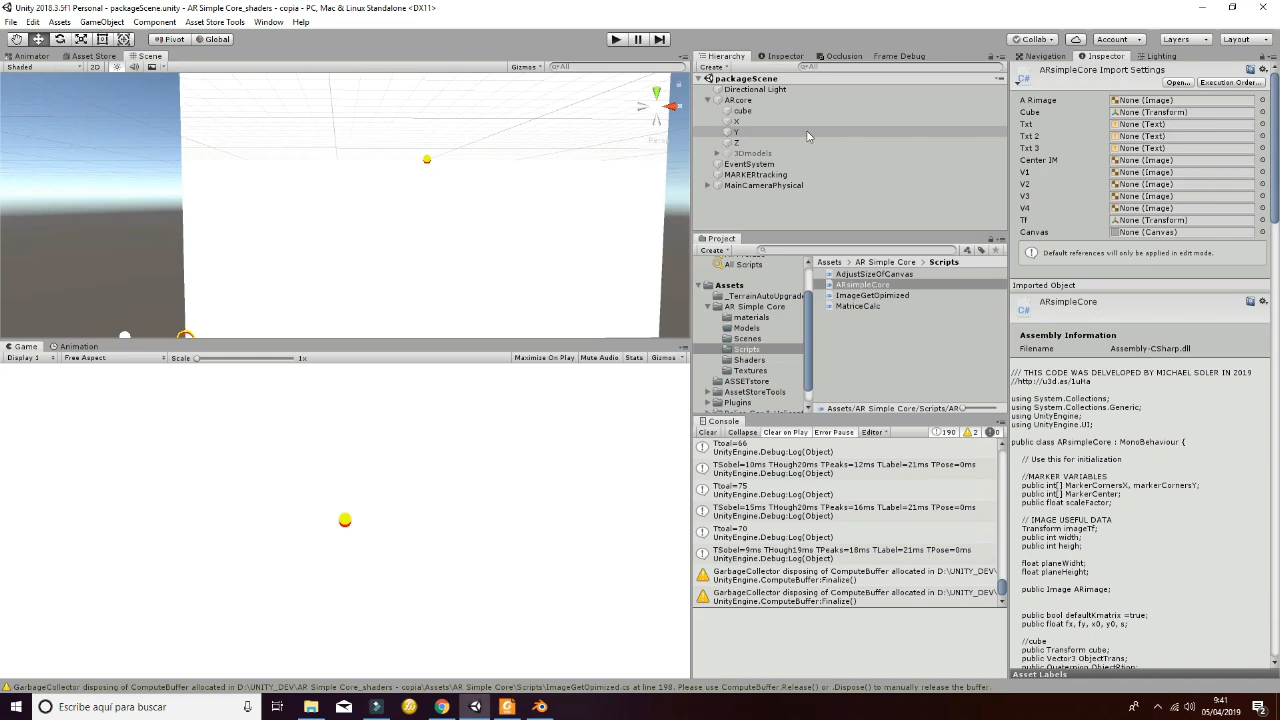 Unity 2018.3.5f1 Personal - packageScene.unity - AR Simple Core_shaders - copia - PC, Mac & Linux Standalone <DX11>
File Edit Assets GameObject Component Asset Store Tools Window Help
Pivot Global Collab Account Layers Layout
Animator Asset Store Scene
Shaded 2D Gizmos All
Persp
Game Animation
Display 1 Free Aspect Scale 1x Maximize On Play Mute Audio Stats Gizmos
Hierarchy Inspector Occlusion Frame Debug
Create All
packageScene
Directional Light
ARcore
cube
X
Y
Z
3Dmodels
EventSystem
MARKERtracking
MainCameraPhysical
Project
Create
All Scripts
Assets
_TerrainAutoUpgrade
AR Simple Core
materials
Models
Scenes
Scripts
Shaders
Textures
ASSETstore
AssetStoreTools
Plugins
Assets AR Simple Core Scripts
AdjustSizeOfCanvas
ARsimpleCore
ImageGetOpimized
MatriceCalc
Assets/AR Simple Core/Scripts/AR
Console
Clear Collapse Clear on Play Error Pause Editor 190 2 0
Ttoal=66
UnityEngine.Debug:Log(Object)
TSobel=10ms THough20ms TPeaks=12ms TLabel=21ms TPose=0ms
UnityEngine.Debug:Log(Object)
Ttoal=75
UnityEngine.Debug:Log(Object)
TSobel=15ms THough20ms TPeaks=16ms TLabel=21ms TPose=0ms
UnityEngine.Debug:Log(Object)
Ttoal=70
UnityEngine.Debug:Log(Object)
TSobel=9ms THough19ms TPeaks=18ms TLabel=21ms TPose=0ms
UnityEngine.Debug:Log(Object)
GarbageCollector disposing of ComputeBuffer allocated in D:\UNITY_DEV\
UnityEngine.ComputeBuffer:Finalize()
GarbageCollector disposing of ComputeBuffer allocated in D:\UNITY_DEV\
UnityEngine.ComputeBuffer:Finalize()
Navigation Inspector Lighting
ARsimpleCore Import Settings
Open... Execution Order...
A Rimage None (Image)
Cube None (Transform)
Txt None (Text)
Txt 2 None (Text)
Txt 3 None (Text)
Center IM None (Image)
V1 None (Image)
V2 None (Image)
V3 None (Image)
V4 None (Image)
Tf None (Transform)
Canvas None (Canvas)
Default references will only be applied in edit mode.
Imported Object
ARsimpleCore
Assembly Information
Filename Assembly-CSharp.dll
/// THIS CODE WAS DELVELOPED BY MICHAEL SOLER IN 2019
//http://u3d.as/1uHa
using System.Collections;
using System.Collections.Generic;
using UnityEngine;
using UnityEngine.UI;
public class ARsimpleCore : MonoBehaviour {
// Use this for initialization
//MARKER VARIABLES
public int[] MarkerCornersX, markerCornersY;
public int[] MarkerCenter;
public float scaleFactor;
// IMAGE USEFUL DATA
Transform imageTf;
public int width;
public int heigh;
float planeWidht;
float planeHeight;
public Image ARimage;
public bool defaultKmatrix =true;
public float fx, fy, x0, y0, s;
//cube
public Transform cube;
public Vector3 ObjectTrans;
public Quaternion ObjectRtion;
Asset Labels
GarbageCollector disposing of ComputeBuffer allocated in D:\UNITY_DEV\AR Simple Core_shaders - copia\Assets\AR Simple Core\Scripts\ImageGetOpimized.cs at line 198. Please use ComputeBuffer.Release() or .Dispose() to manually release the buffer.
Escribe aquí para buscar
9:41
05/04/2019